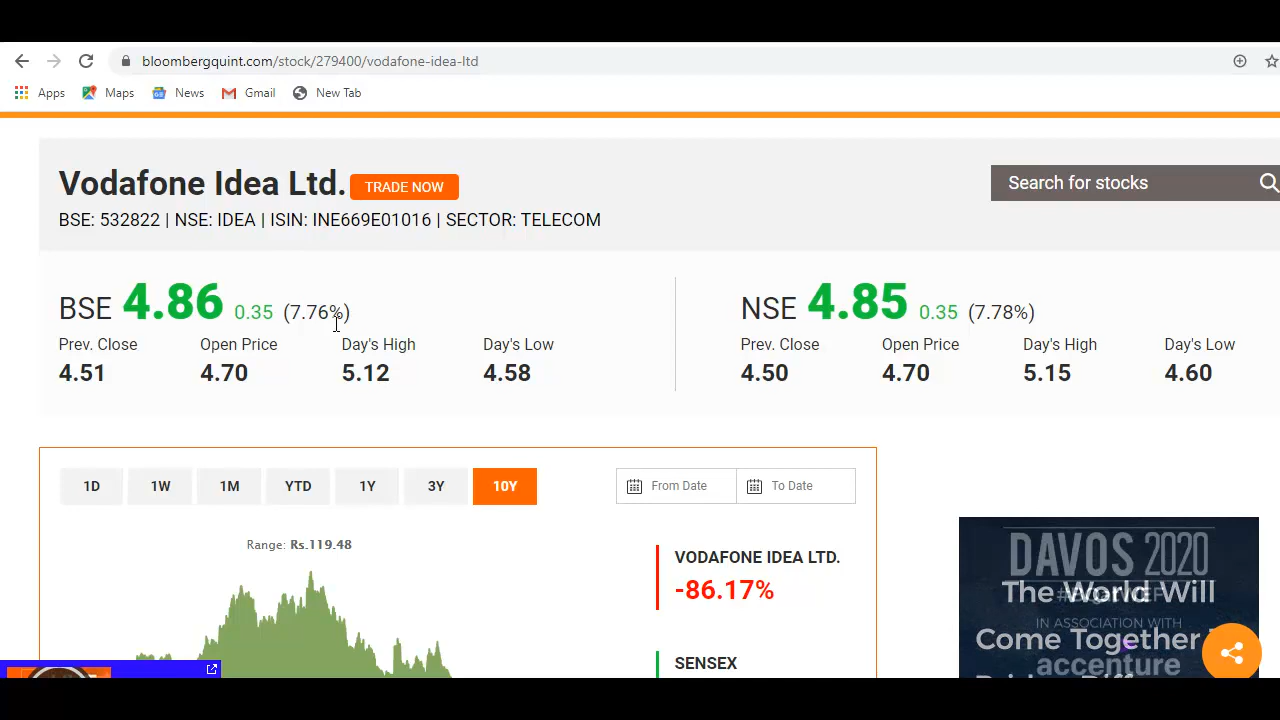 bloombergquint.com/stock/279400/vodafone-idea-ltd
Apps Maps News Gmail New Tab
Vodafone Idea Ltd. TRADE NOW
Search for stocks
BSE: 532822 | NSE: IDEA | ISIN: INE669E01016 | SECTOR: TELECOM
BSE 4.86 0.35 (7.76%)
Prev. Close Open Price Day's High Day's Low
4.51 4.70 5.12 4.58
NSE 4.85 0.35 (7.78%)
Prev. Close Open Price Day's High Day's Low
4.50 4.70 5.15 4.60
1D 1W 1M YTD 1Y 3Y 10Y
From Date To Date
Range: Rs.119.48
VODAFONE IDEA LTD.
-86.17%
SENSEX
DAVOS 2020
The World Will
IN ASSOCIATION WITH
Come Together
accenture